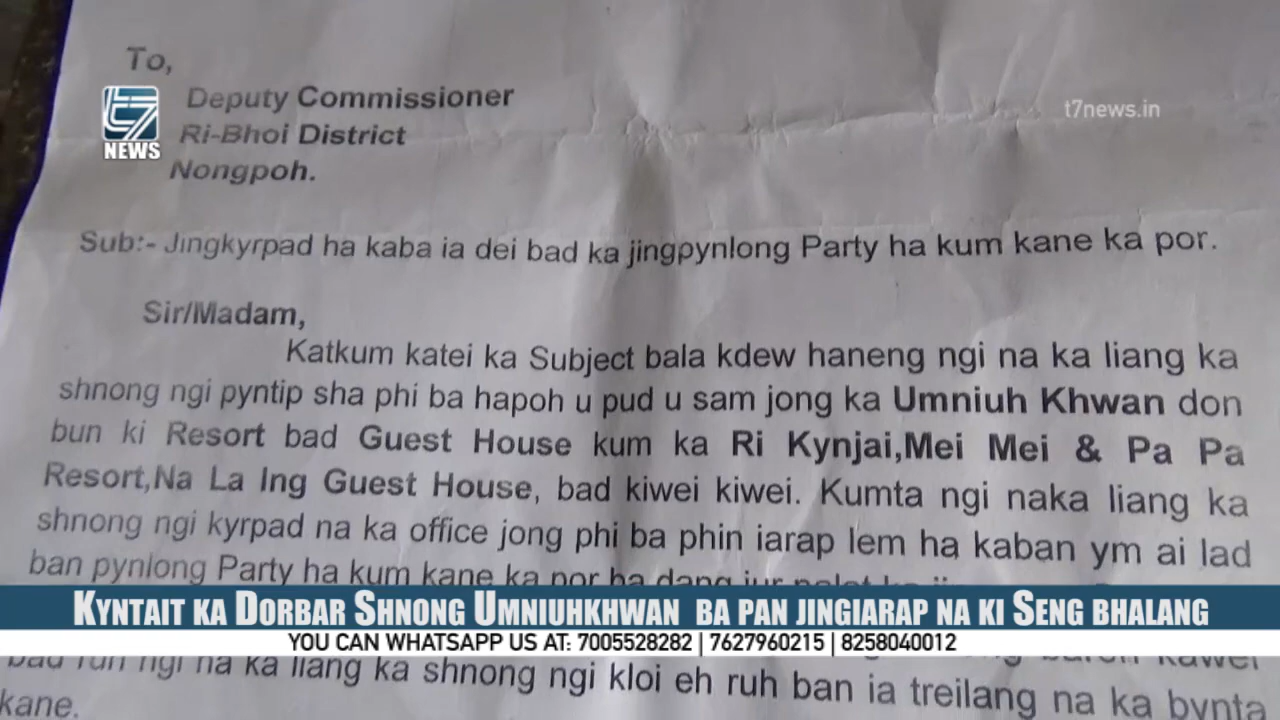 To,
Deputy Commissioner
Ri-Bhoi District
Nongpoh.
t7 NEWS
t7news.in
Sub:- Jingkyrpad ha kaba ia dei bad ka jingpynlong Party ha kum kane ka por.
Sir/Madam,
Katkum katei ka Subject bala kdew haneng ngi na ka liang ka
shnong ngi pyntip sha phi ba hapoh u pud u sam jong ka Umniuh Khwan don
bun ki Resort bad Guest House kum ka Ri Kynjai,Mei Mei & Pa Pa
Resort,Na La Ing Guest House, bad kiwei kiwei. Kumta ngi naka liang ka
shnong ngi kyrpad na ka office jong phi ba phin iarap lem ha kaban ym ai lad
ban pynlong Party ha kum kane ka por ba dang jur
KYNTAIT KA DORBAR SHNONG UMNIUHKHWAN BA PAN JINGIARAP NA KI SENG BHALANG
YOU CAN WHATSAPP US AT: 7005528282 | 7627960215 | 8258040012
bad ruh ngi na ka liang ka shnong ngi kloi eh ruh ban ia treilang na ka bynta
kane.